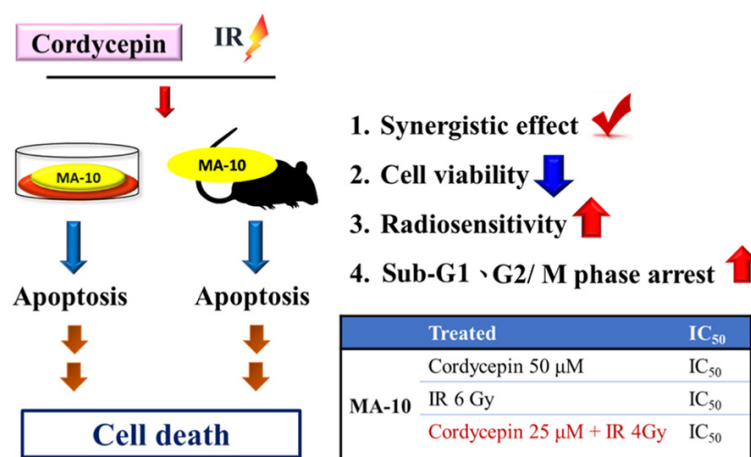 Cordycepin IR
MA-10 MA-10
Apoptosis Apoptosis
Cell death
1. Synergistic effect
2. Cell viability
3. Radiosensitivity
4. Sub-G1、G2/ M phase arrest
Treated IC50
Cordycepin 50 μM IC50
MA-10 IR 6 Gy IC50
Cordycepin 25 μM + IR 4Gy IC50